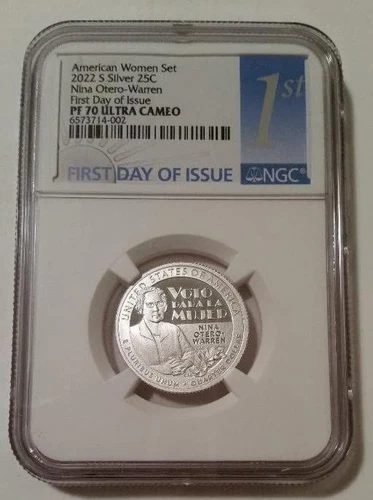 American Women Set
2022 S Silver 25C
Nina Otero-Warren
First Day of Issue
PF 70 ULTRA CAMEO
6573714-002
1st
FIRST DAY OF ISSUE
NGC®
UNITED STATES OF AMERICA
VOTO
PARA LA
MUJER
NINA
OTERO-
WARREN
E PLURIBUS UNUM
QUARTER DOLLAR